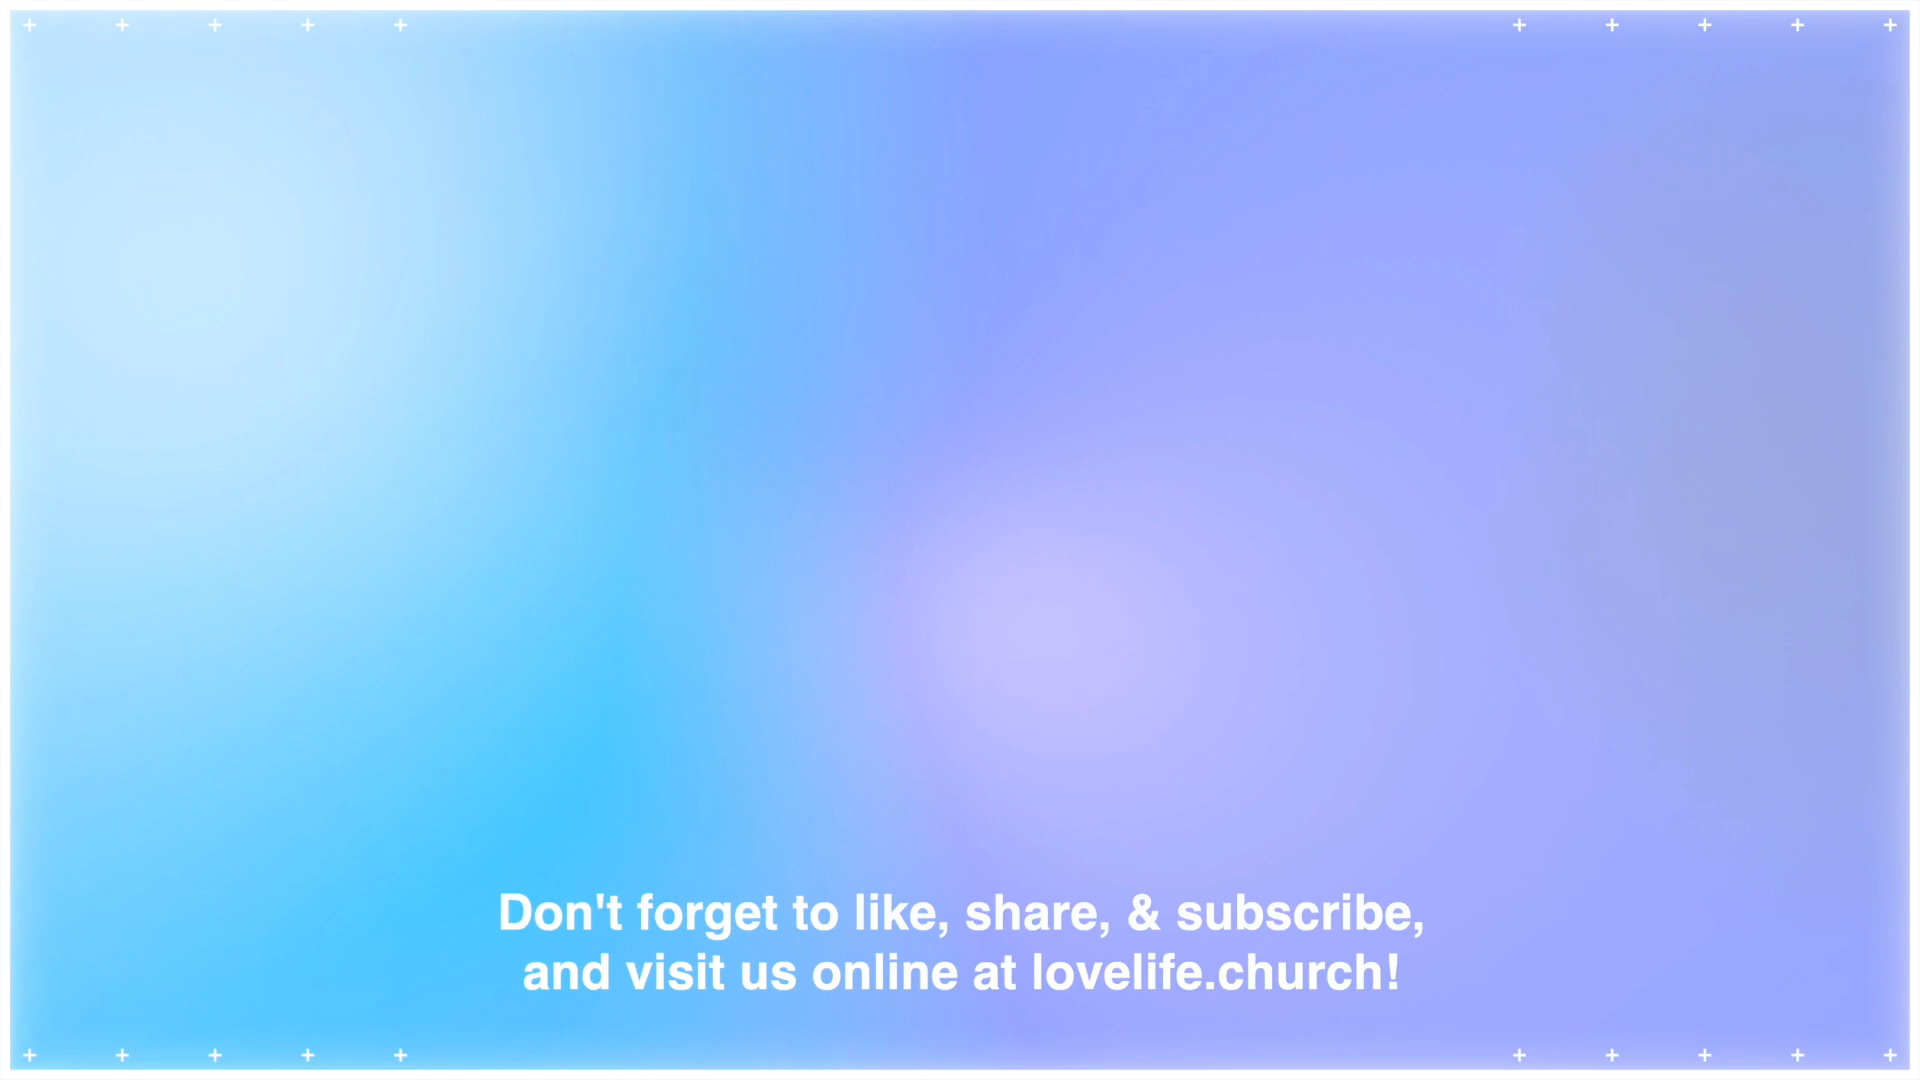 Don't forget to like, share, & subscribe,
and visit us online at lovelife.church!